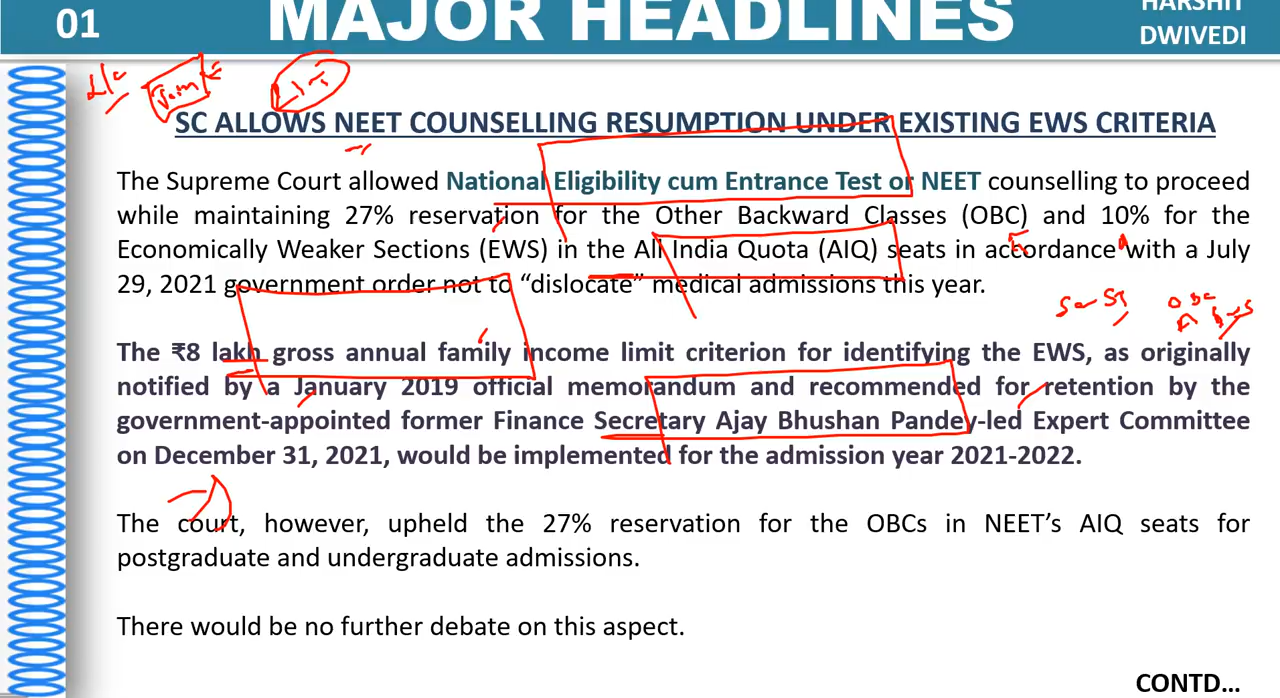 01
MAJOR HEADLINES
HARSHIT
DWIVEDI
SC ALLOWS NEET COUNSELLING RESUMPTION UNDER EXISTING EWS CRITERIA
The Supreme Court allowed National Eligibility cum Entrance Test or NEET counselling to proceed
while maintaining 27% reservation for the Other Backward Classes (OBC) and 10% for the
Economically Weaker Sections (EWS) in the All India Quota (AIQ) seats in accordance with a July
29, 2021 government order not to “dislocate” medical admissions this year.
The ₹8 lakh gross annual family income limit criterion for identifying the EWS, as originally
notified by a January 2019 official memorandum and recommended for retention by the
government-appointed former Finance Secretary Ajay Bhushan Pandey-led Expert Committee
on December 31, 2021, would be implemented for the admission year 2021-2022.
The court, however, upheld the 27% reservation for the OBCs in NEET’s AIQ seats for
postgraduate and undergraduate admissions.
There would be no further debate on this aspect.
CONTD…